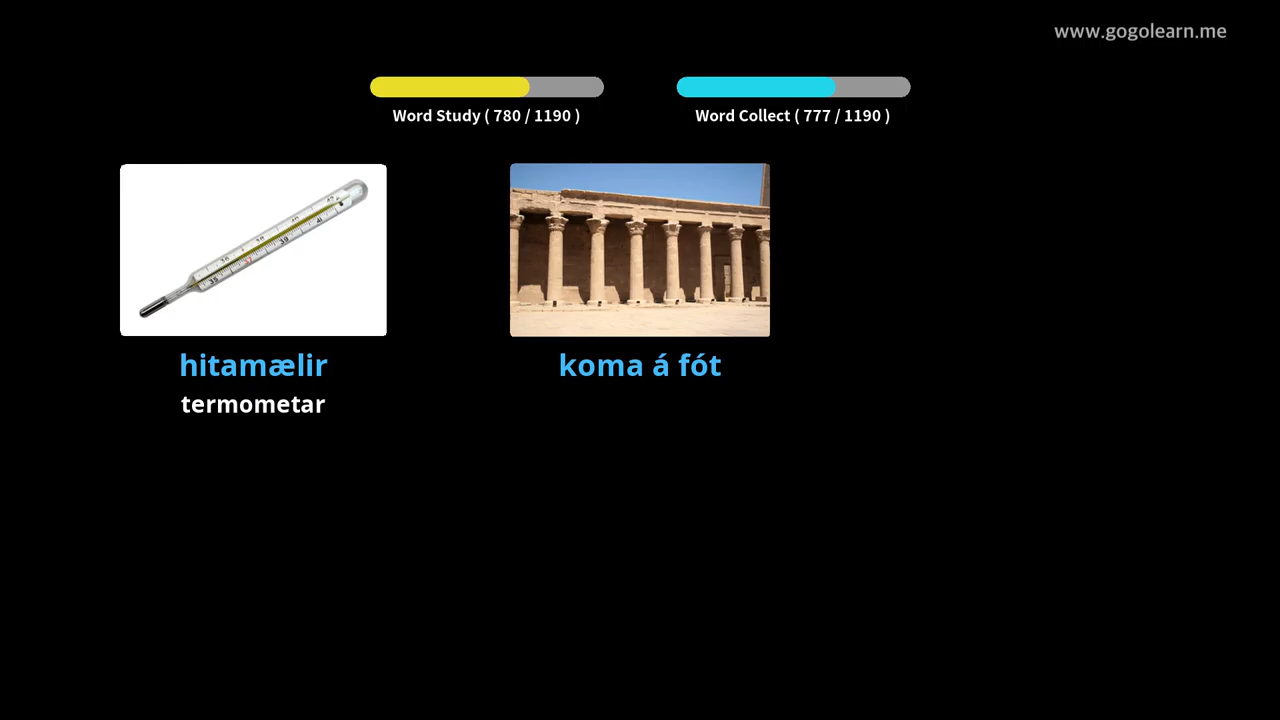 www.gogolearn.me
Word Study ( 780 / 1190 )
Word Collect ( 777 / 1190 )
hitamælir
termometar
koma á fót